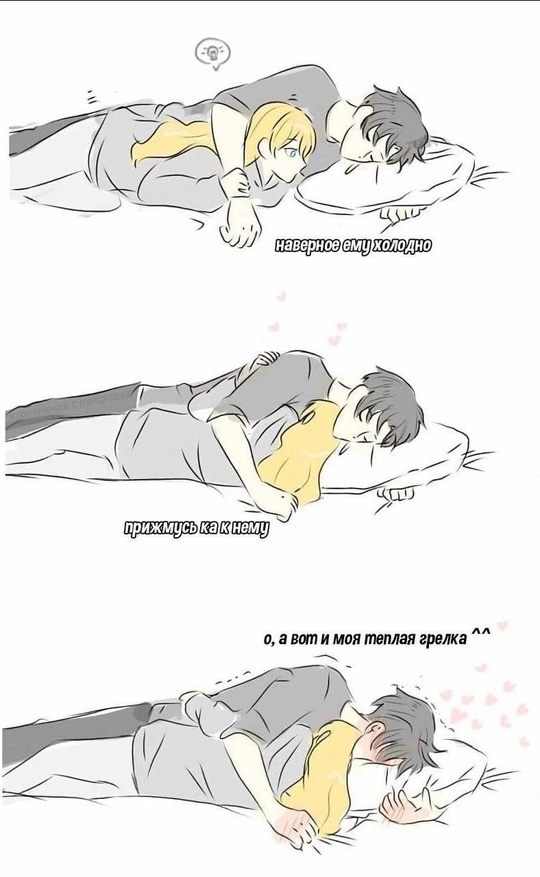 наверное ему холодно
прижмусь ка к нему
о, а вот и моя теплая грелка ^^